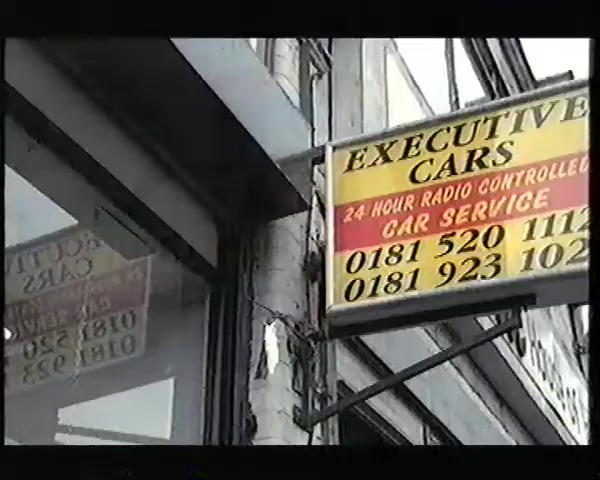 EXECUTIVE
CARS
24 HOUR RADIO CONTROLLED
CAR SERVICE
0181 520 1112
0181 923 102